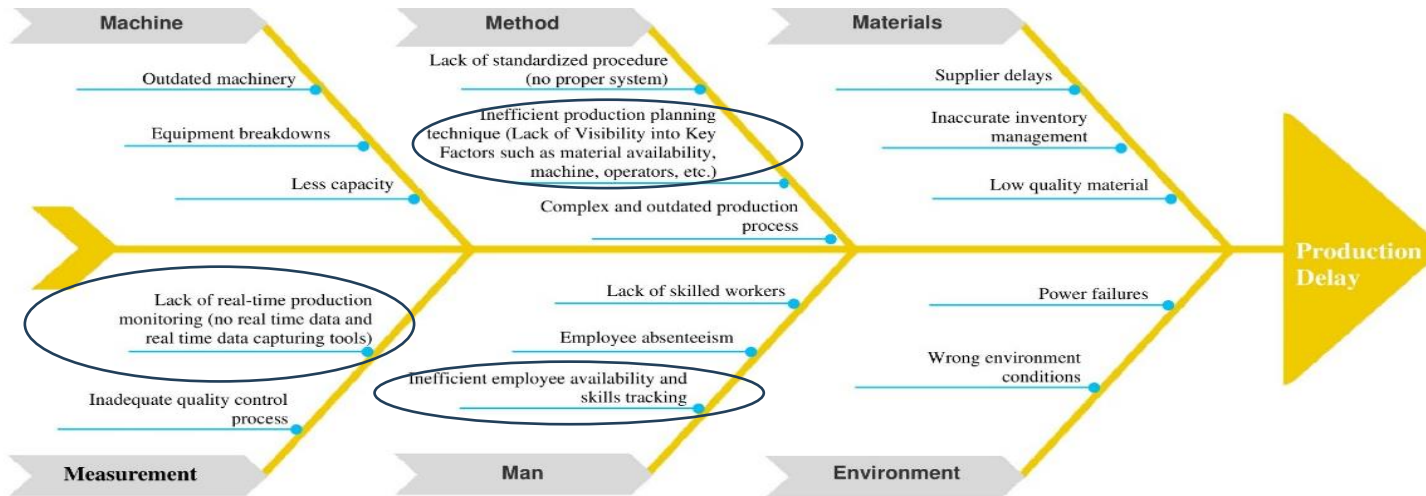 Machine
Method
Materials
Outdated machinery
Equipment breakdowns
Less capacity
Lack of standardized procedure
(no proper system)
Inefficient production planning
technique (Lack of Visibility into Key
Factors such as material availability,
machine, operators, etc.)
Complex and outdated production
process
Supplier delays
Inaccurate inventory
management
Low quality material
Production
Delay
Lack of real-time production
monitoring (no real time data and
real time data capturing tools)
Inadequate quality control
process
Lack of skilled workers
Employee absenteeism
Inefficient employee availability and
skills tracking
Power failures
Wrong environment
conditions
Measurement
Man
Environment